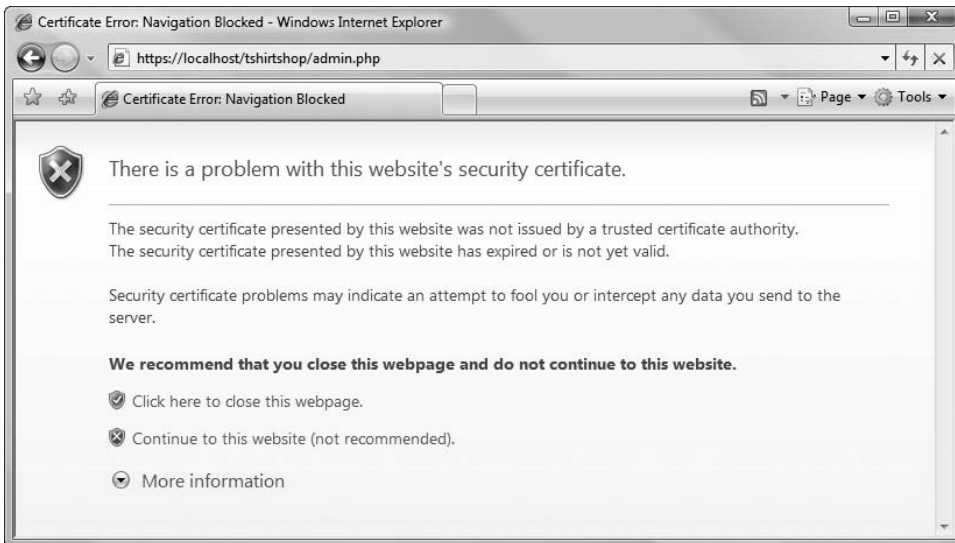 Certificate Error: Navigation Blocked - Windows Internet Explorer
https://localhost/tshirtshop/admin.php
Certificate Error: Navigation Blocked
Page
Tools
There is a problem with this website's security certificate.
The security certificate presented by this website was not issued by a trusted certificate authority.
The security certificate presented by this website has expired or is not yet valid.
Security certificate problems may indicate an attempt to fool you or intercept any data you send to the
server.
We recommend that you close this webpage and do not continue to this website.
Click here to close this webpage.
Continue to this website (not recommended).
More information